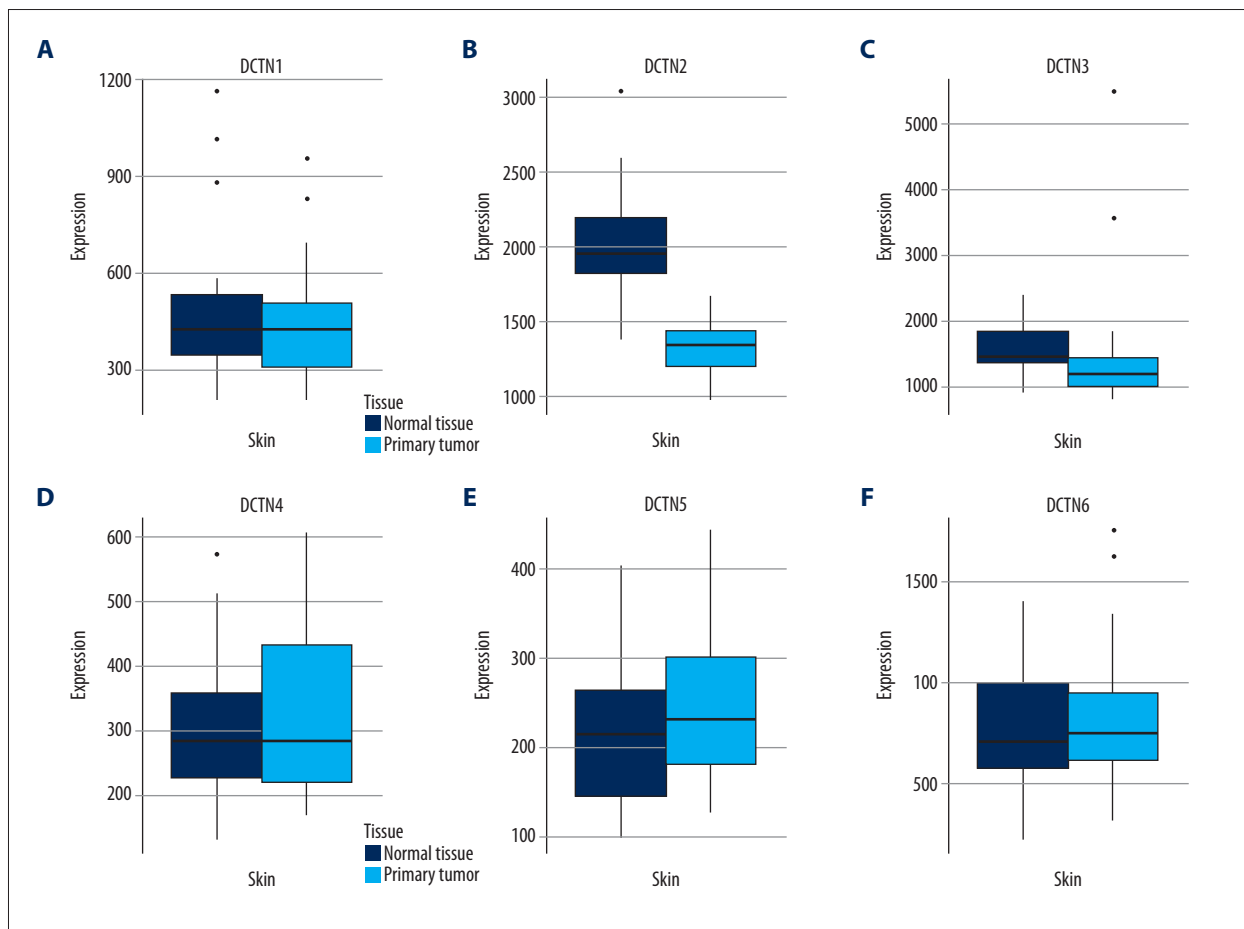 A
DCTN1
1200
900
600
300
Expression
Skin
B
DCTN2
3000
2500
2000
1500
1000
Expression
Skin
C
DCTN3
5000
4000
3000
2000
1000
Expression
Skin
Tissue
Normal tissue
Primary tumor
D
DCTN4
600
500
400
300
200
Expression
Skin
E
DCTN5
400
300
200
100
Expression
Skin
F
DCTN6
1500
100
500
Expression
Skin
Tissue
Normal tissue
Primary tumor